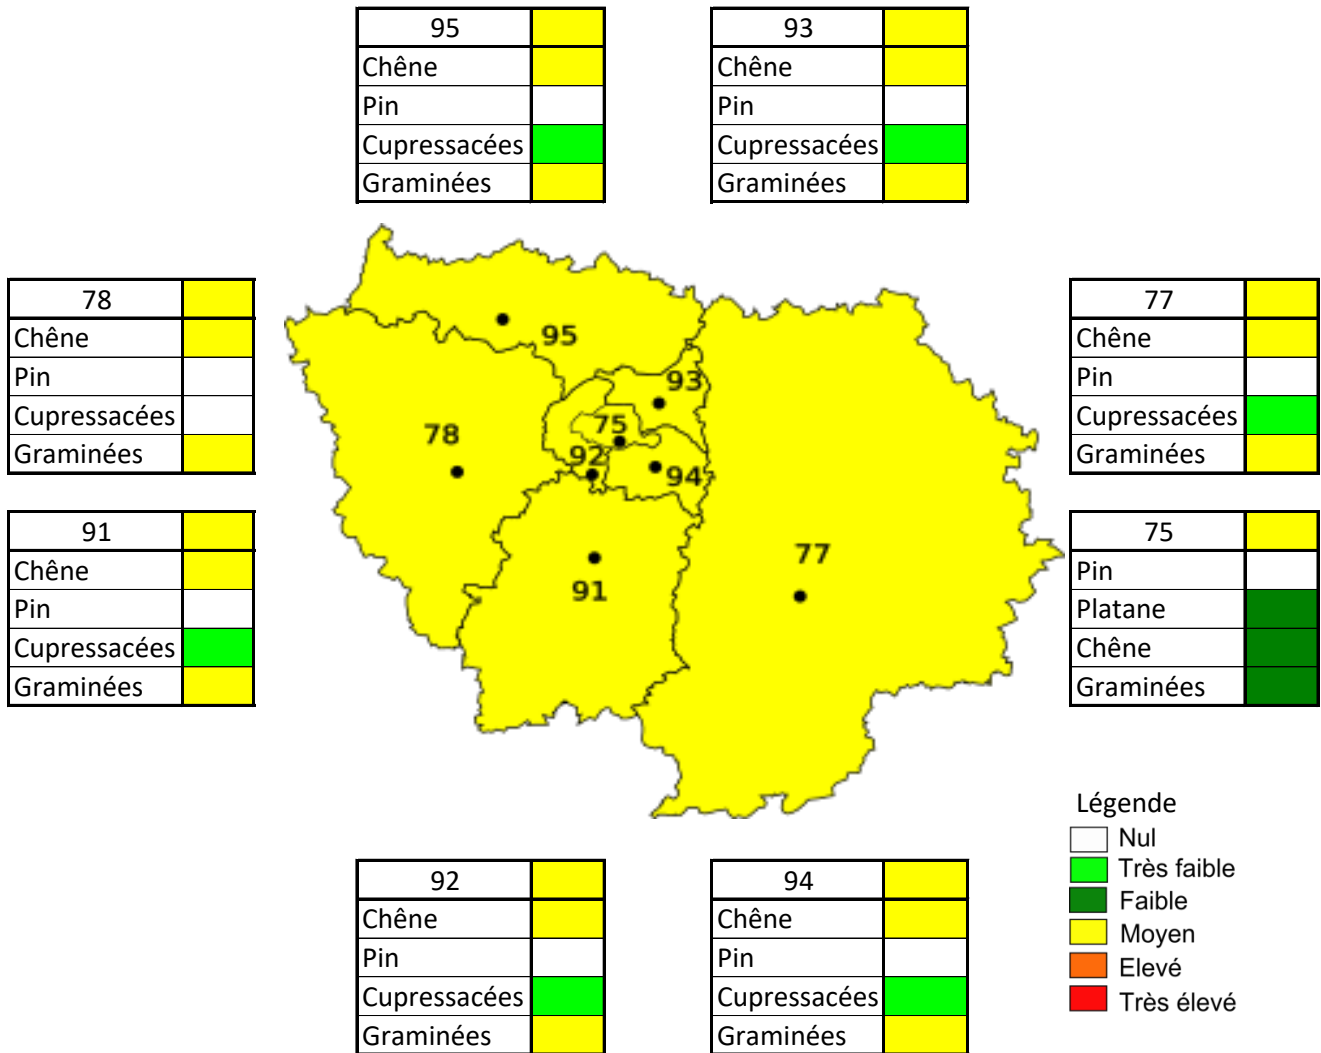 95
Chêne
Pin
Cupressacées
Graminées
93
Chêne
Pin
Cupressacées
Graminées
78
Chêne
Pin
Cupressacées
Graminées
77
Chêne
Pin
Cupressacées
Graminées
91
Chêne
Pin
Cupressacées
Graminées
75
Pin
Platane
Chêne
Graminées
95
93
75
78
92
94
77
91
92
Chêne
Pin
Cupressacées
Graminées
94
Chêne
Pin
Cupressacées
Graminées
Légende
Nul
Très faible
Faible
Moyen
Elevé
Très élevé